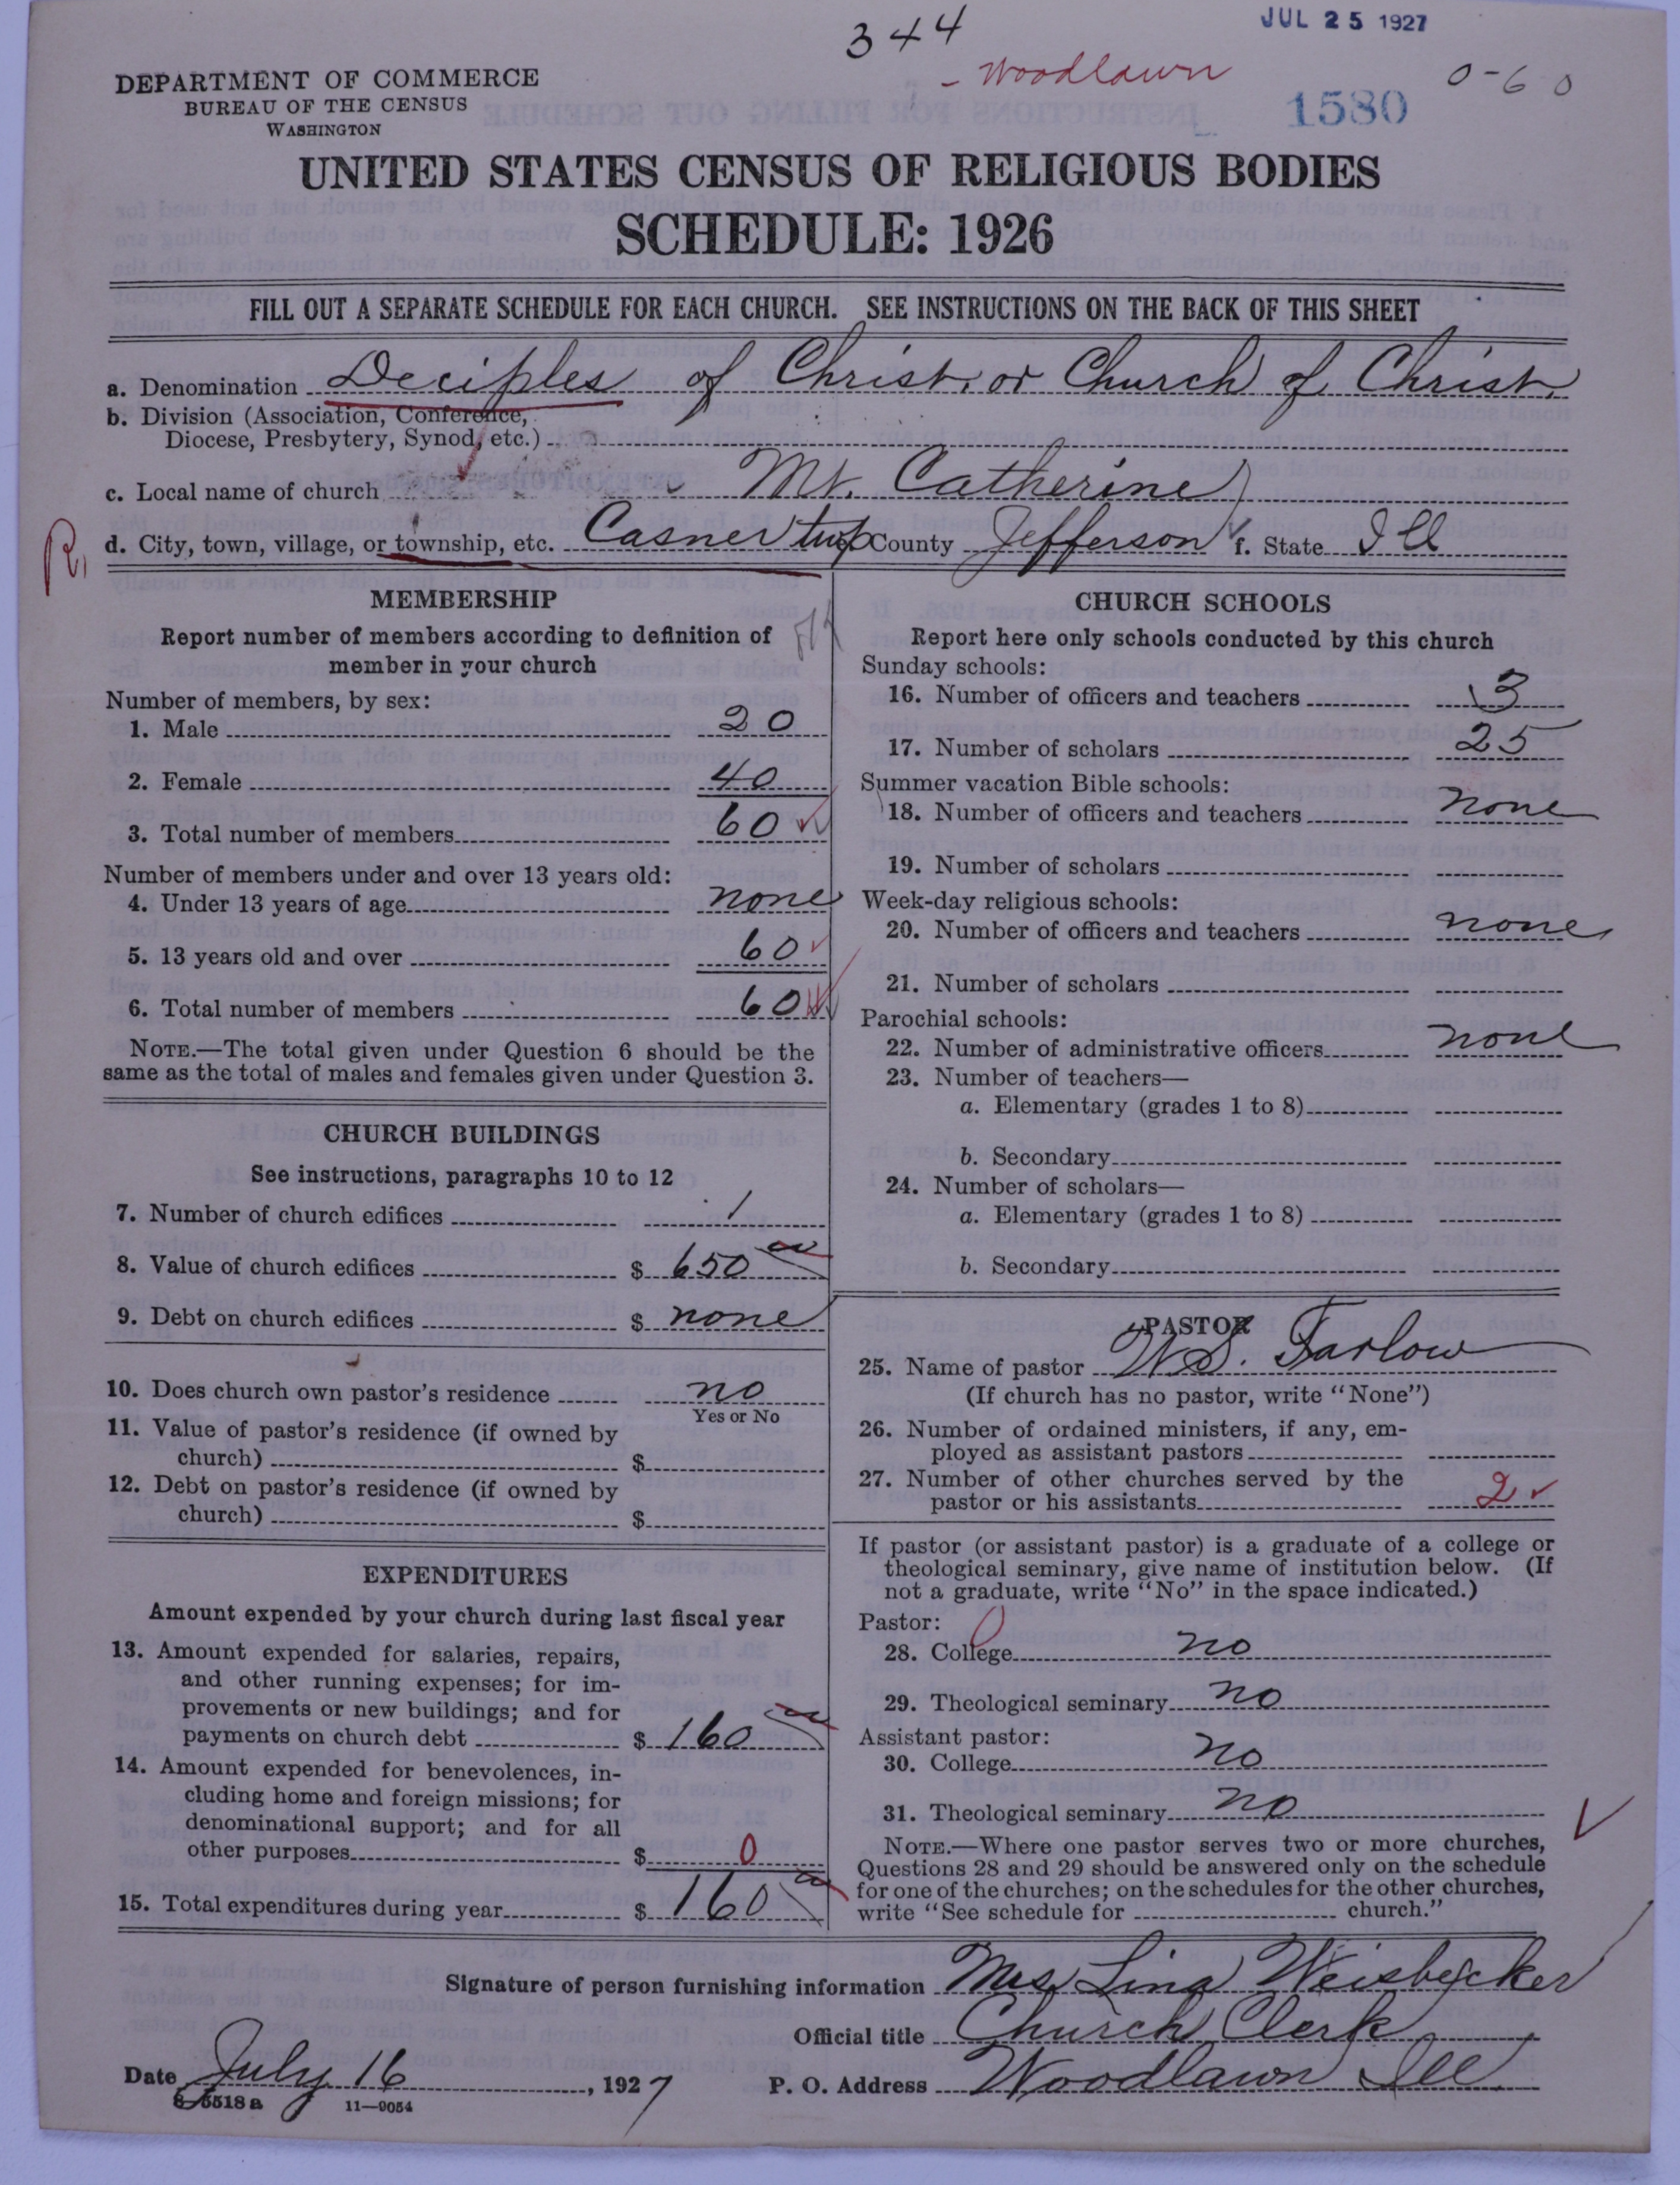 344
JUL 25 1927
- Woodlawn
0-60
1580
DEPARTMENT OF COMMERCE
BUREAU OF THE CENSUS
WASHINGTON
UNITED STATES CENSUS OF RELIGIOUS BODIES
SCHEDULE: 1926
FILL OUT A SEPARATE SCHEDULE FOR EACH CHURCH. SEE INSTRUCTIONS ON THE BACK OF THIS SHEET
a. Denomination Deciples of Christ. or Church of Christ.
b. Division (Association, Conference,
Diocese, Presbytery, Synod, etc.)
c. Local name of church Mt. Catherine
R,
d. City, town, village, or township, etc. Casner twp County Jefferson f. State Ill
MEMBERSHIP
Report number of members according to definition of
member in your church
Number of members, by sex:
1. Male 20
2. Female 40
3. Total number of members 60
Number of members under and over 13 years old:
4. Under 13 years of age none
5. 13 years old and over 60
6. Total number of members 60
NOTE.—The total given under Question 6 should be the
same as the total of males and females given under Question 3.
CHURCH BUILDINGS
See instructions, paragraphs 10 to 12
7. Number of church edifices 1
8. Value of church edifices $ 650
9. Debt on church edifices $ none
10. Does church own pastor's residence no
Yes or No
11. Value of pastor's residence (if owned by
church) $
12. Debt on pastor's residence (if owned by
church) $
EXPENDITURES
Amount expended by your church during last fiscal year
13. Amount expended for salaries, repairs,
and other running expenses; for im-
provements or new buildings; and for
payments on church debt $ 160
14. Amount expended for benevolences, in-
cluding home and foreign missions; for
denominational support; and for all
other purposes $ 0
15. Total expenditures during year $ 160
CHURCH SCHOOLS
Report here only schools conducted by this church
Sunday schools:
16. Number of officers and teachers 3
17. Number of scholars 25
Summer vacation Bible schools:
18. Number of officers and teachers none
19. Number of scholars
Week-day religious schools:
20. Number of officers and teachers none
21. Number of scholars
Parochial schools:
22. Number of administrative officers none
23. Number of teachers—
a. Elementary (grades 1 to 8)
b. Secondary
24. Number of scholars—
a. Elementary (grades 1 to 8)
b. Secondary
PASTOR
25. Name of pastor W.S. Farlow
(If church has no pastor, write "None")
26. Number of ordained ministers, if any, em-
ployed as assistant pastors
27. Number of other churches served by the
pastor or his assistants 2
If pastor (or assistant pastor) is a graduate of a college or
theological seminary, give name of institution below. (If
not a graduate, write "No" in the space indicated.)
Pastor: 0
28. College no
29. Theological seminary no
Assistant pastor:
30. College no
31. Theological seminary no
NOTE.—Where one pastor serves two or more churches,
Questions 28 and 29 should be answered only on the schedule
for one of the churches; on the schedules for the other churches,
write "See schedule for church."
Signature of person furnishing information Mrs Lina Weisbecker
Official title Church Clerk
Date July 16, 1927 P. O. Address Woodlawn Ill.
8-5518 a 11—9054